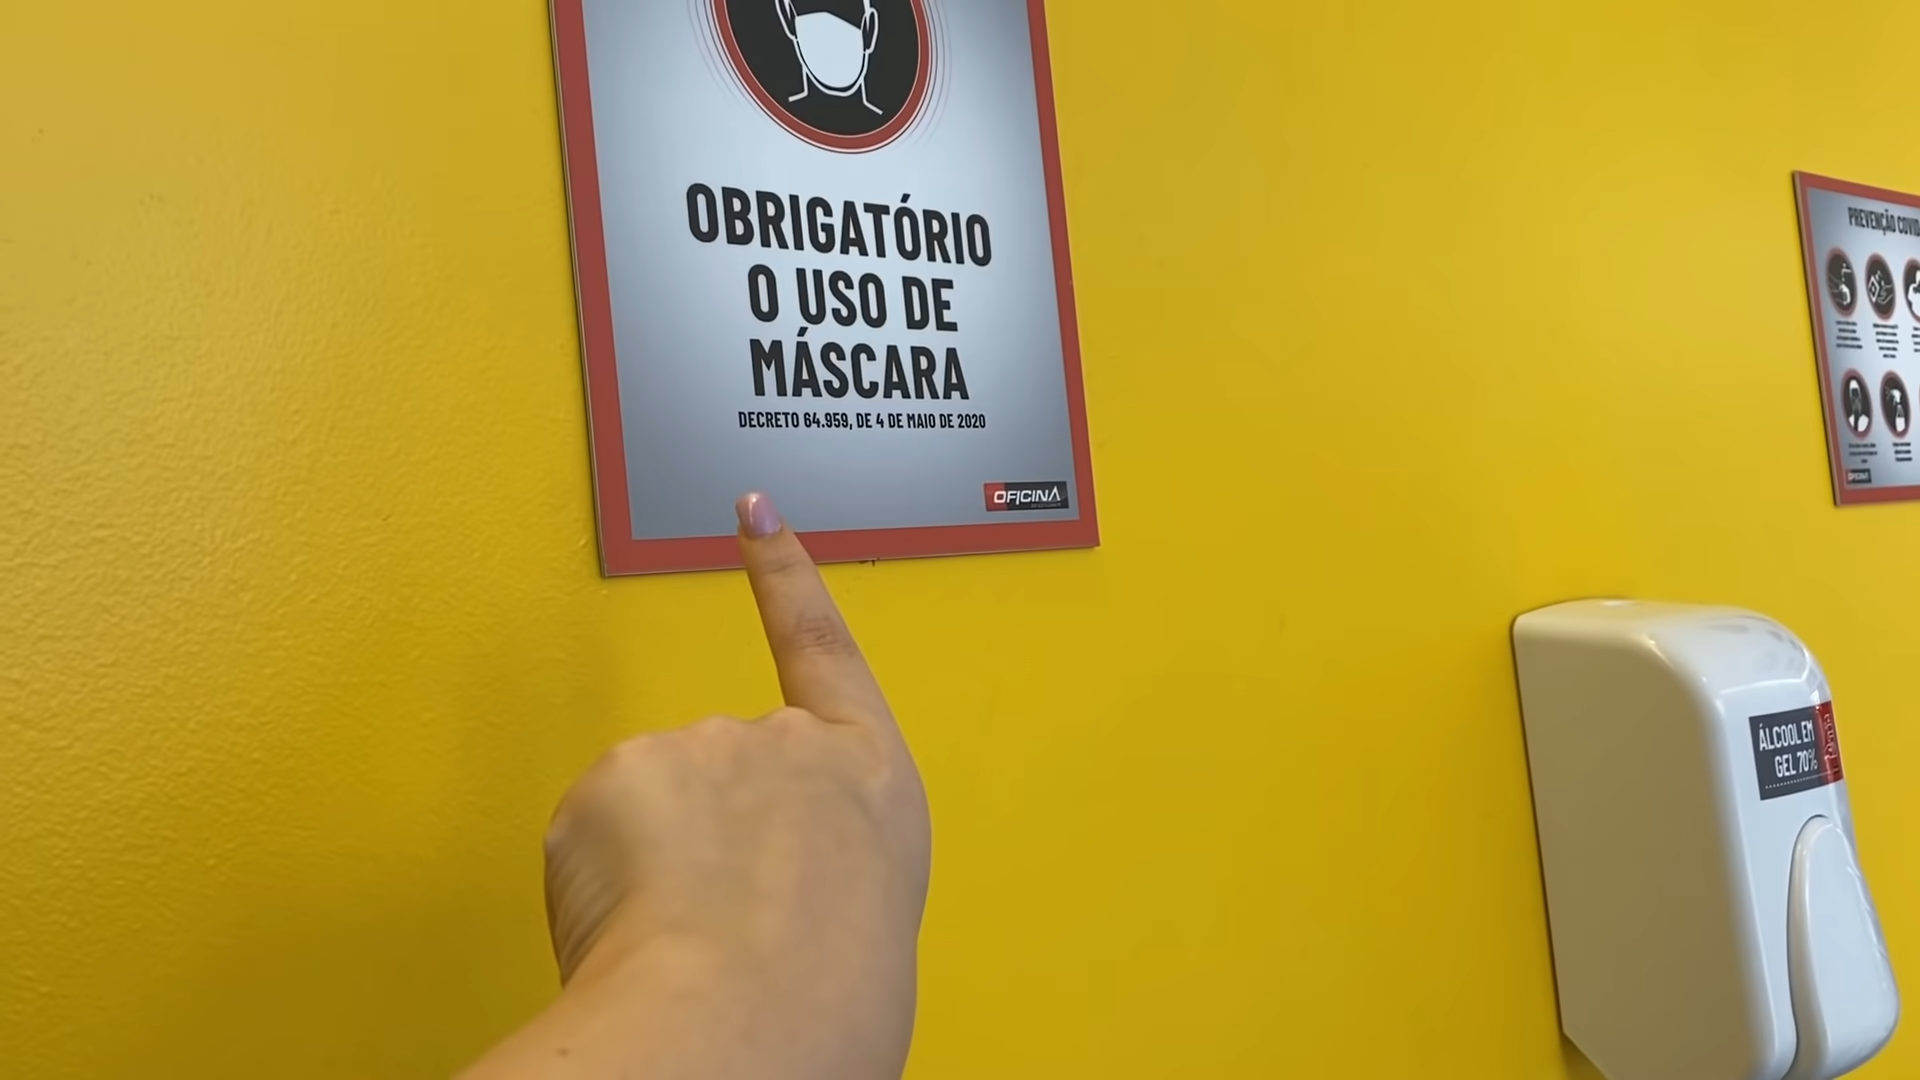 OBRIGATÓRIO
O USO DE
MÁSCARA
DECRETO 64.959, DE 4 DE MAIO DE 2020
OFICINA
PREVENÇÃO COVID
OFICINA
ÁLCOOL EM
GEL 70%